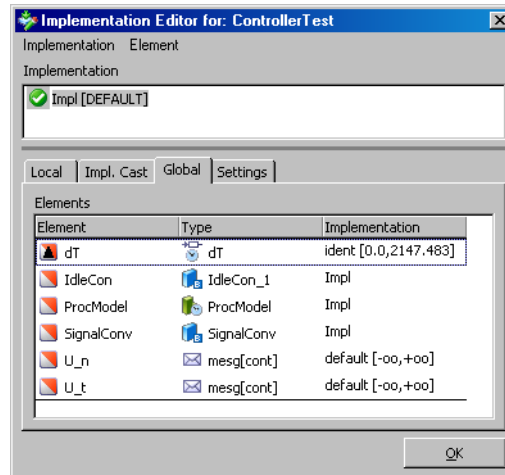 Implementation Editor for: ControllerTest
Implementation Element
Implementation
Impl [DEFAULT]
Local Impl. Cast Global Settings
Elements
Element Type Implementation
dT dT ident [0.0,2147.483]
IdleCon IdleCon_1 Impl
ProcModel ProcModel Impl
SignalConv SignalConv Impl
U_n mesg[cont] default [-oo,+oo]
U_t mesg[cont] default [-oo,+oo]
OK